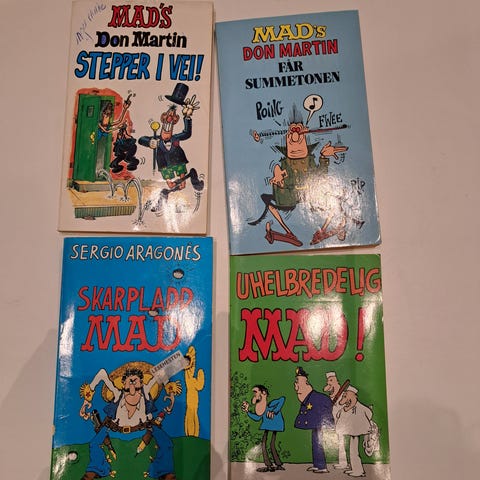 MAD'S
Don Martin
STEPPER I VEI!
MAD's
DON MARTIN
FÅR
SUMMETONEN
POING
FWEE
SERGIO ARAGONÉS
SKARPLADD
MAD
UHELBREDELIG
MAD!